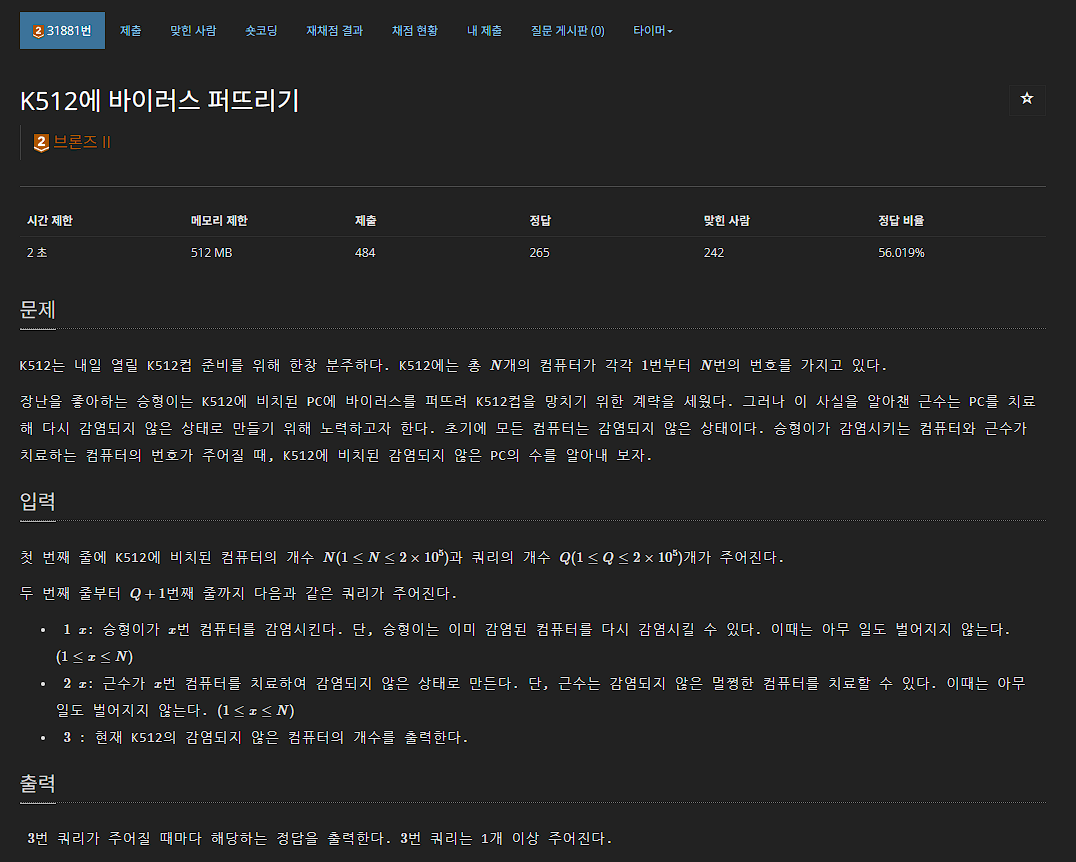 2 31881번 제출 맞힌 사람 숏코딩 재채점 결과 채점 현황 내 제출 질문 게시판 (0) 타이머
K512에 바이러스 퍼뜨리기
2 브론즈 II
시간 제한 메모리 제한 제출 정답 맞힌 사람 정답 비율
2 초 512 MB 484 265 242 56.019%
문제
K512는 내일 열릴 K512컵 준비를 위해 한창 분주하다. K512에는 총 N개의 컴퓨터가 각각 1번부터 N번의 번호를 가지고 있다.
장난을 좋아하는 승형이는 K512에 비치된 PC에 바이러스를 퍼뜨려 K512컵을 망치기 위한 계략을 세웠다. 그러나 이 사실을 알아챈 근수는 PC를 치료
해 다시 감염되지 않은 상태로 만들기 위해 노력하고자 한다. 초기에 모든 컴퓨터는 감염되지 않은 상태이다. 승형이가 감염시키는 컴퓨터와 근수가
치료하는 컴퓨터의 번호가 주어질 때, K512에 비치된 감염되지 않은 PC의 수를 알아내 보자.
입력
첫 번째 줄에 K512에 비치된 컴퓨터의 개수 N(1 ≤ N ≤ 2 × 10⁵)과 쿼리의 개수 Q(1 ≤ Q ≤ 2 × 10⁵)개가 주어진다.
두 번째 줄부터 Q + 1번째 줄까지 다음과 같은 쿼리가 주어진다.
• 1 x: 승형이가 x번 컴퓨터를 감염시킨다. 단, 승형이는 이미 감염된 컴퓨터를 다시 감염시킬 수 있다. 이때는 아무 일도 벌어지지 않는다.
(1 ≤ x ≤ N)
• 2 x: 근수가 x번 컴퓨터를 치료하여 감염되지 않은 상태로 만든다. 단, 근수는 감염되지 않은 멀쩡한 컴퓨터를 치료할 수 있다. 이때는 아무
일도 벌어지지 않는다. (1 ≤ x ≤ N)
• 3 : 현재 K512의 감염되지 않은 컴퓨터의 개수를 출력한다.
출력
3번 쿼리가 주어질 때마다 해당하는 정답을 출력한다. 3번 쿼리는 1개 이상 주어진다.